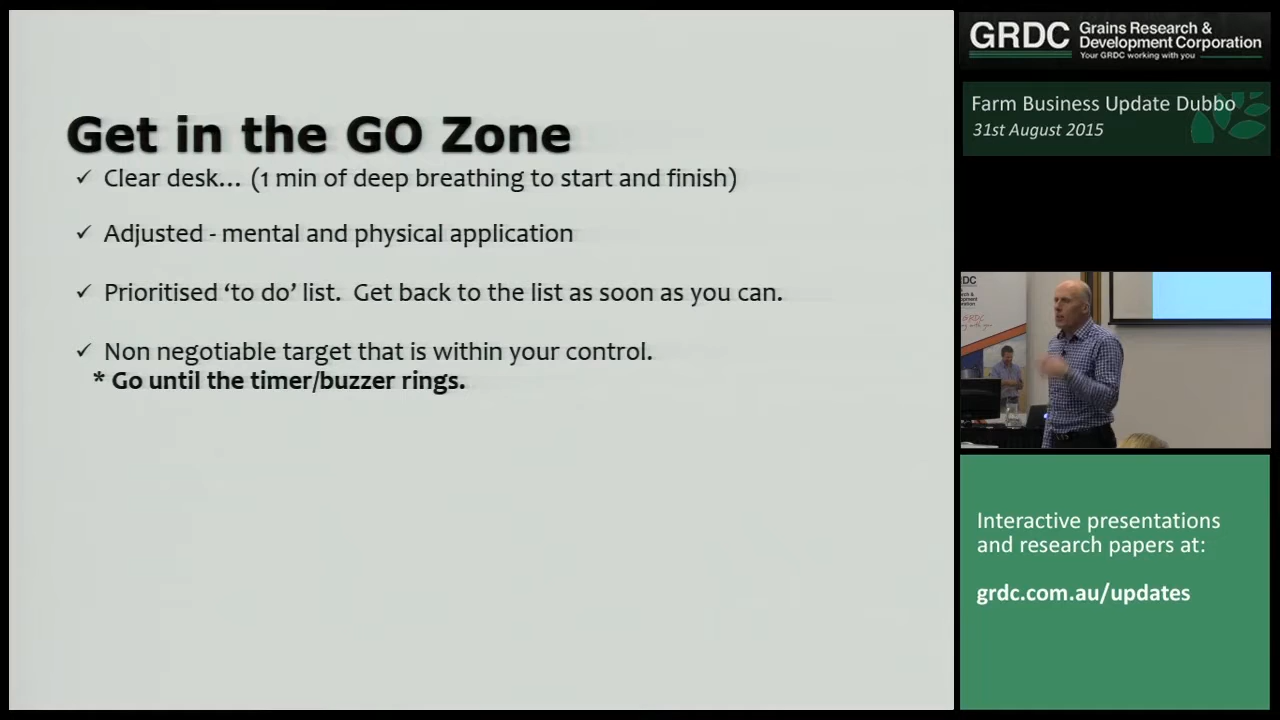 Get in the GO Zone
✓ Clear desk... (1 min of deep breathing to start and finish)
✓ Adjusted - mental and physical application
✓ Prioritised ‘to do’ list. Get back to the list as soon as you can.
✓ Non negotiable target that is within your control.
* Go until the timer/buzzer rings.
GRDC
Grains Research &
Development Corporation
Your GRDC working with you
Farm Business Update Dubbo
31st August 2015
Interactive presentations
and research papers at:
grdc.com.au/updates